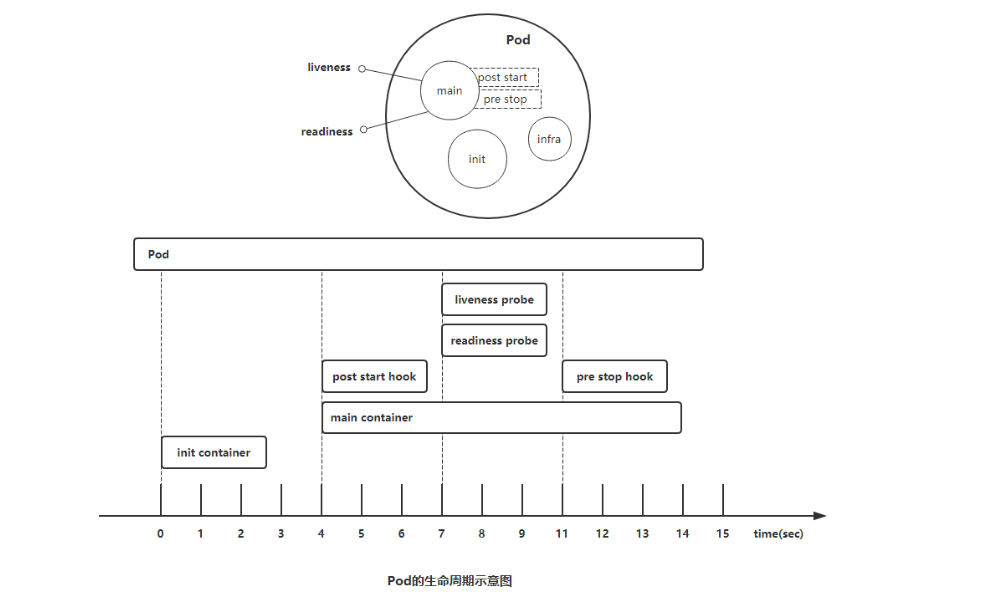 Pod
liveness
post start
main
pre stop
readiness
infra
init
Pod
liveness probe
readiness probe
post start hook
pre stop hook
main container
init container
0 1 2 3 4 5 6 7 8 9 11 12 13 14 15 time(sec)
Pod的生命周期示意图